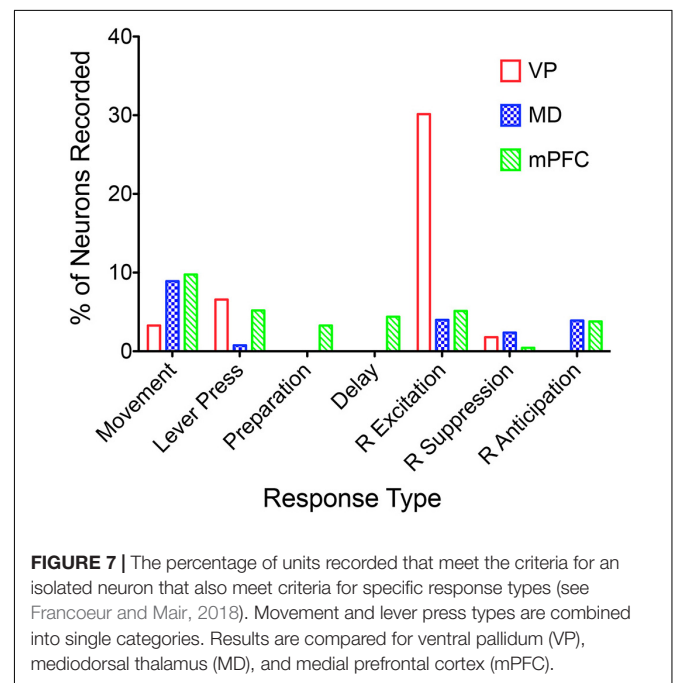 40
30
20
10
0
% of Neurons Recorded
VP
MD
mPFC
Movement
Lever Press
Preparation
Delay
R Excitation
R Suppression
R Anticipation
Response Type
FIGURE 7 | The percentage of units recorded that meet the criteria for an
isolated neuron that also meet criteria for specific response types (see
Francoeur and Mair, 2018). Movement and lever press types are combined
into single categories. Results are compared for ventral pallidum (VP),
mediodorsal thalamus (MD), and medial prefrontal cortex (mPFC).